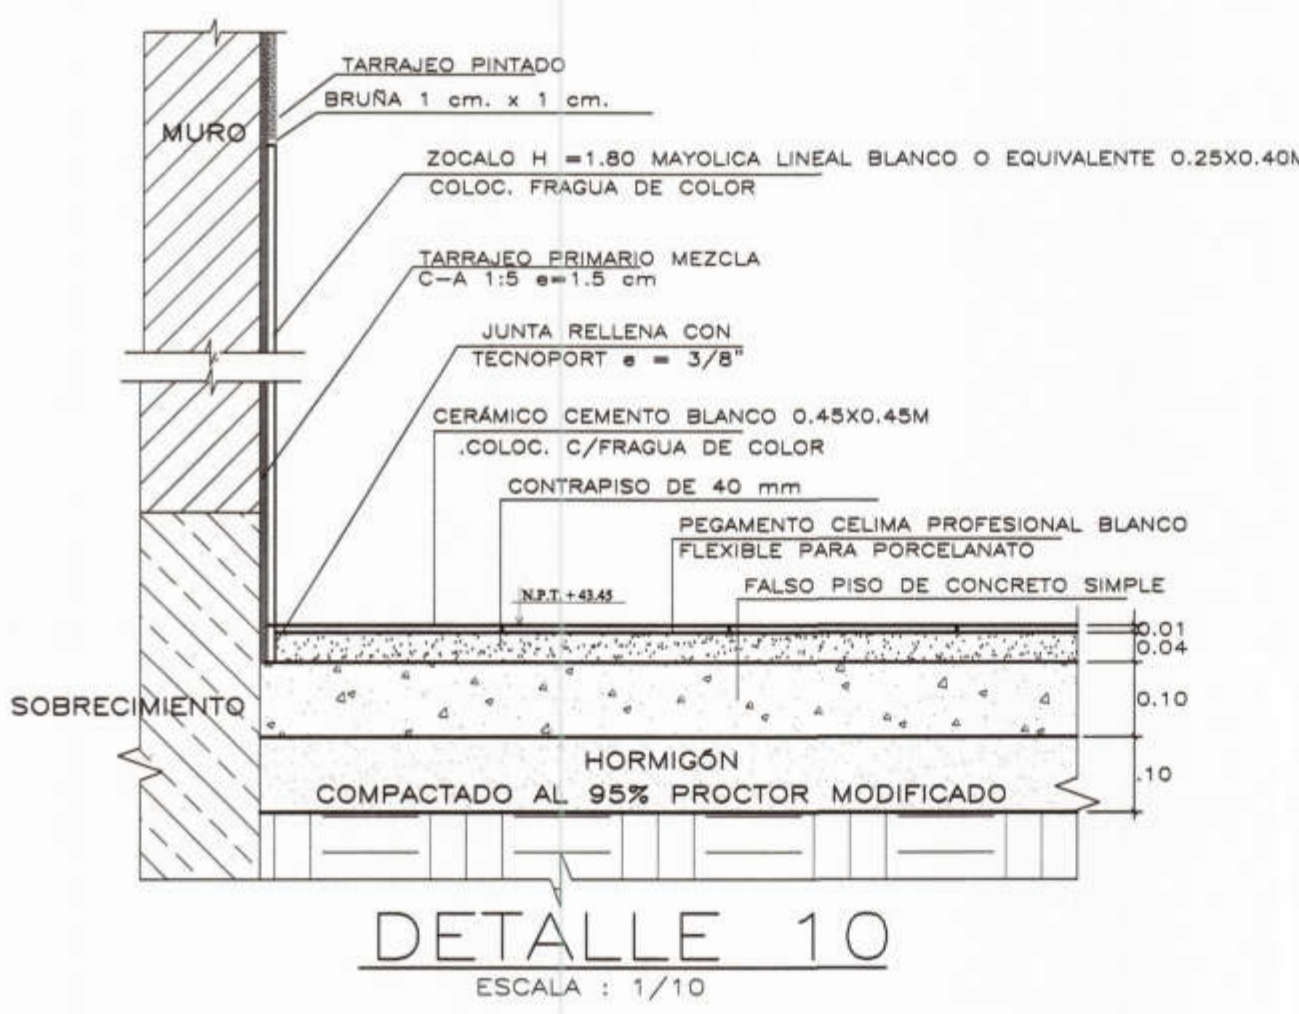 TARRAJEO PINTADO
BRUÑA 1 cm. x 1 cm.
MURO
ZOCALO H =1.80 MAYOLICA LINEAL BLANCO O EQUIVALENTE 0.25X0.40M
COLOC. FRAGUA DE COLOR
TARRAJEO PRIMARIO MEZCLA
C-A 1:5 e=1.5 cm
JUNTA RELLENA CON
TECNOPORT e = 3/8"
CERÁMICO CEMENTO BLANCO 0.45X0.45M
.COLOC. C/FRAGUA DE COLOR
CONTRAPISO DE 40 mm
PEGAMENTO CELIMA PROFESIONAL BLANCO
FLEXIBLE PARA PORCELANATO
FALSO PISO DE CONCRETO SIMPLE
N.P.T. +43.45
0.01
0.04
0.10
SOBRECIMIENTO
HORMIGÓN
.10
COMPACTADO AL 95% PROCTOR MODIFICADO
DETALLE 10
ESCALA : 1/10